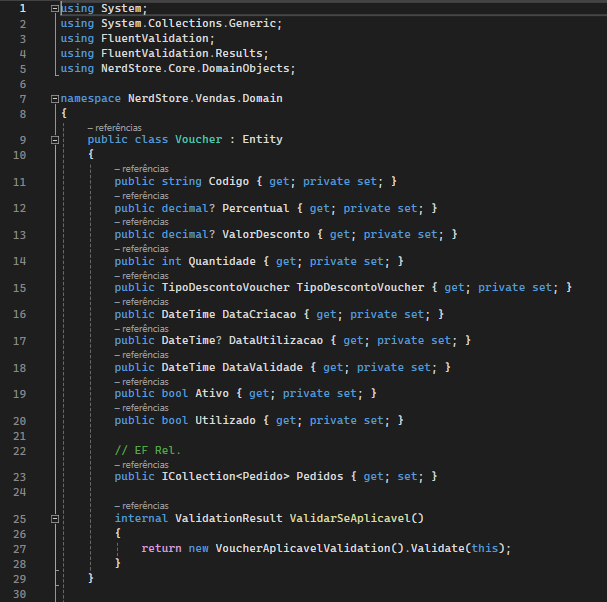 1 using System;
2 using System.Collections.Generic;
3 using FluentValidation;
4 using FluentValidation.Results;
5 using NerdStore.Core.DomainObjects;
6
7 namespace NerdStore.Vendas.Domain
8 {
– referências
9 public class Voucher : Entity
10 {
– referências
11 public string Codigo { get; private set; }
– referências
12 public decimal? Percentual { get; private set; }
– referências
13 public decimal? ValorDesconto { get; private set; }
– referências
14 public int Quantidade { get; private set; }
– referências
15 public TipoDescontoVoucher TipoDescontoVoucher { get; private set; }
– referências
16 public DateTime DataCriacao { get; private set; }
– referências
17 public DateTime? DataUtilizacao { get; private set; }
– referências
18 public DateTime DataValidade { get; private set; }
– referências
19 public bool Ativo { get; private set; }
– referências
20 public bool Utilizado { get; private set; }
21
22 // EF Rel.
– referências
23 public ICollection<Pedido> Pedidos { get; set; }
24
– referências
25 internal ValidationResult ValidarSeAplicavel()
26 {
27 return new VoucherAplicavelValidation().Validate(this);
28 }
29 }
30